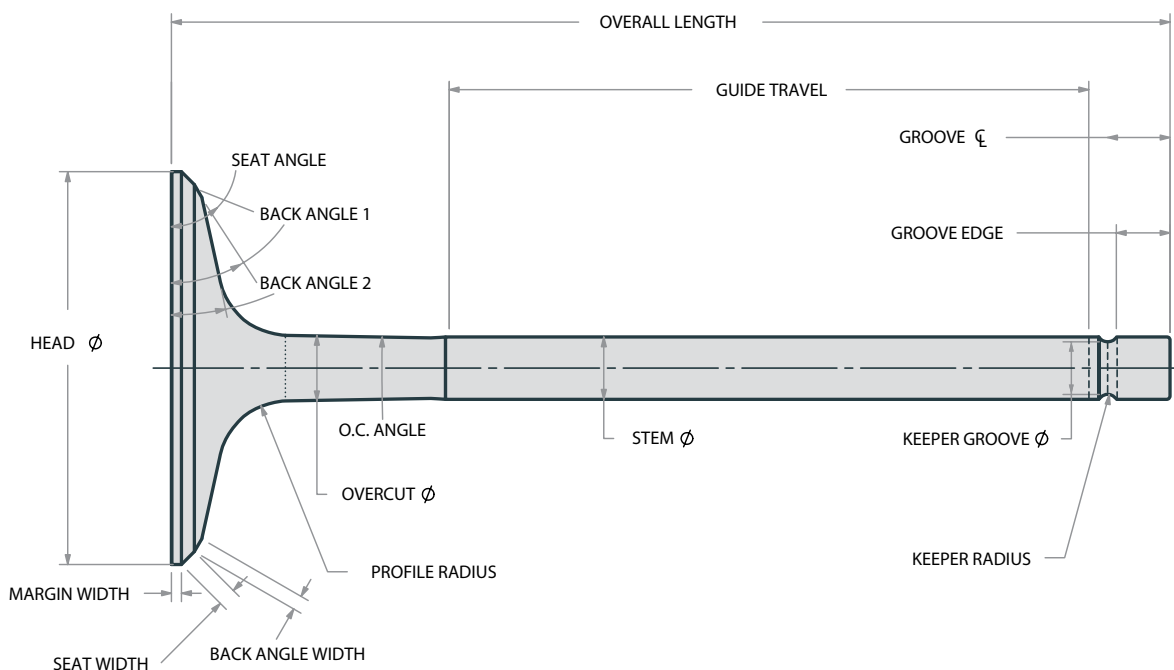 OVERALL LENGTH
GUIDE TRAVEL
GROOVE ℄
SEAT ANGLE
BACK ANGLE 1
GROOVE EDGE
BACK ANGLE 2
HEAD Ø
O.C. ANGLE
STEM Ø
KEEPER GROOVE Ø
OVERCUT Ø
KEEPER RADIUS
PROFILE RADIUS
MARGIN WIDTH
BACK ANGLE WIDTH
SEAT WIDTH